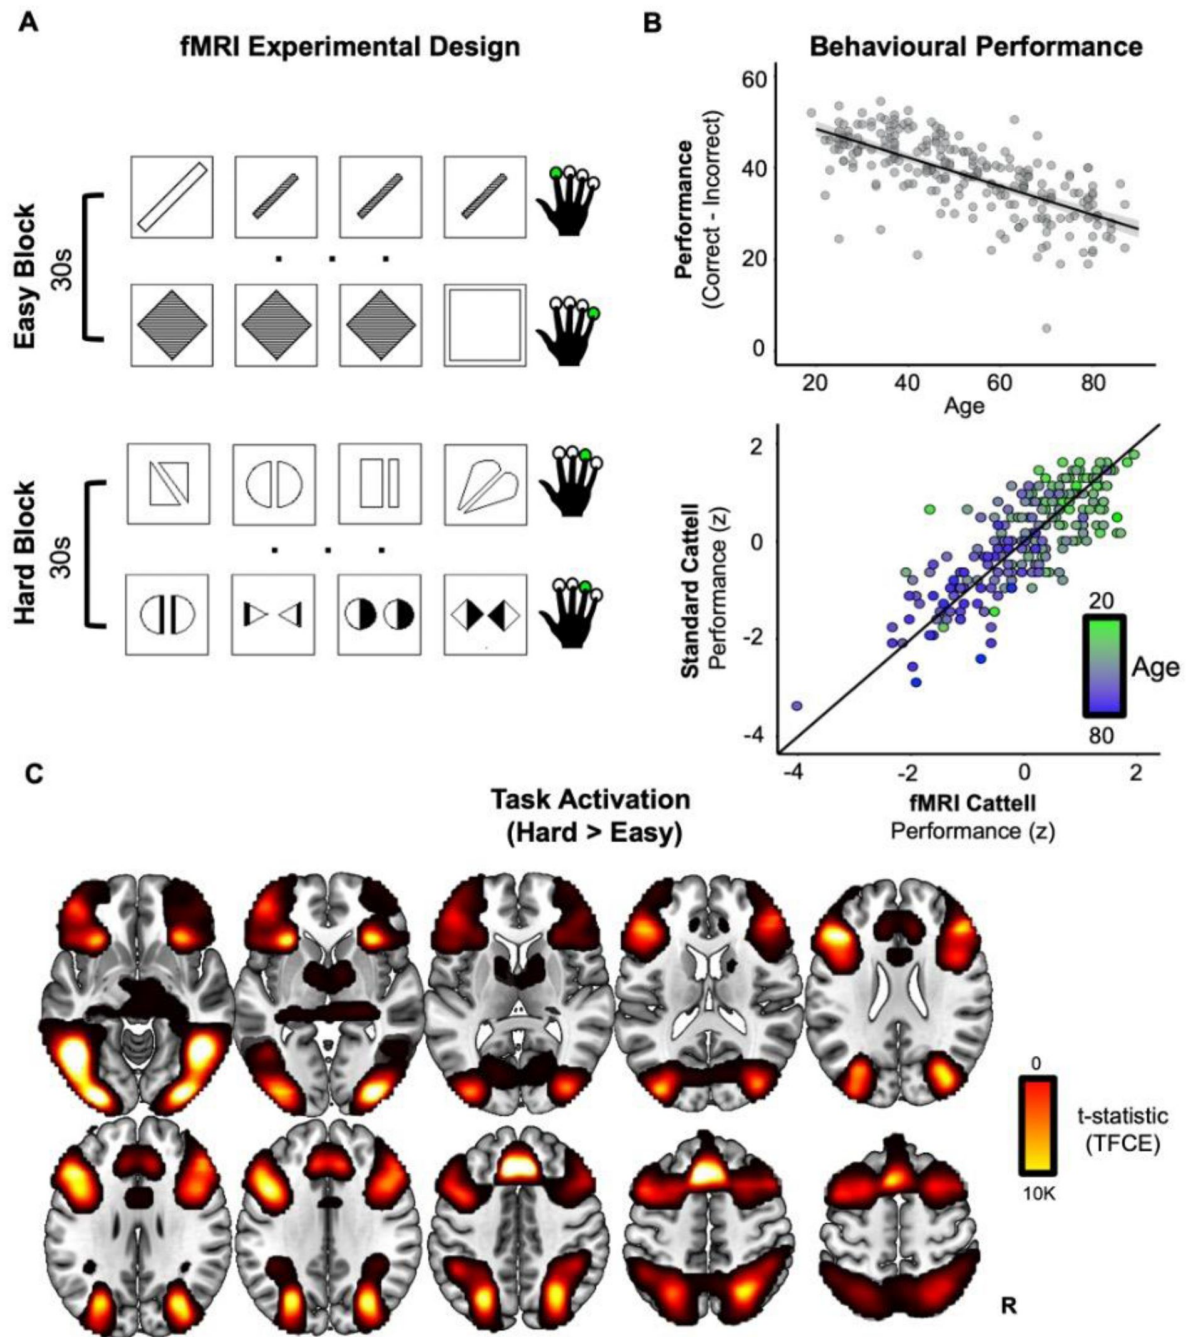 A
fMRI Experimental Design
Easy Block
30s
Hard Block
30s
B
Behavioural Performance
Performance
(Correct - Incorrect)
60
40
20
0
20
40
60
80
Age
Standard Cattell
Performance (z)
2
0
-2
-4
20
Age
80
-4
-2
0
2
fMRI Cattell
Performance (z)
C
Task Activation
(Hard > Easy)
0
t-statistic
(TFCE)
10K
R